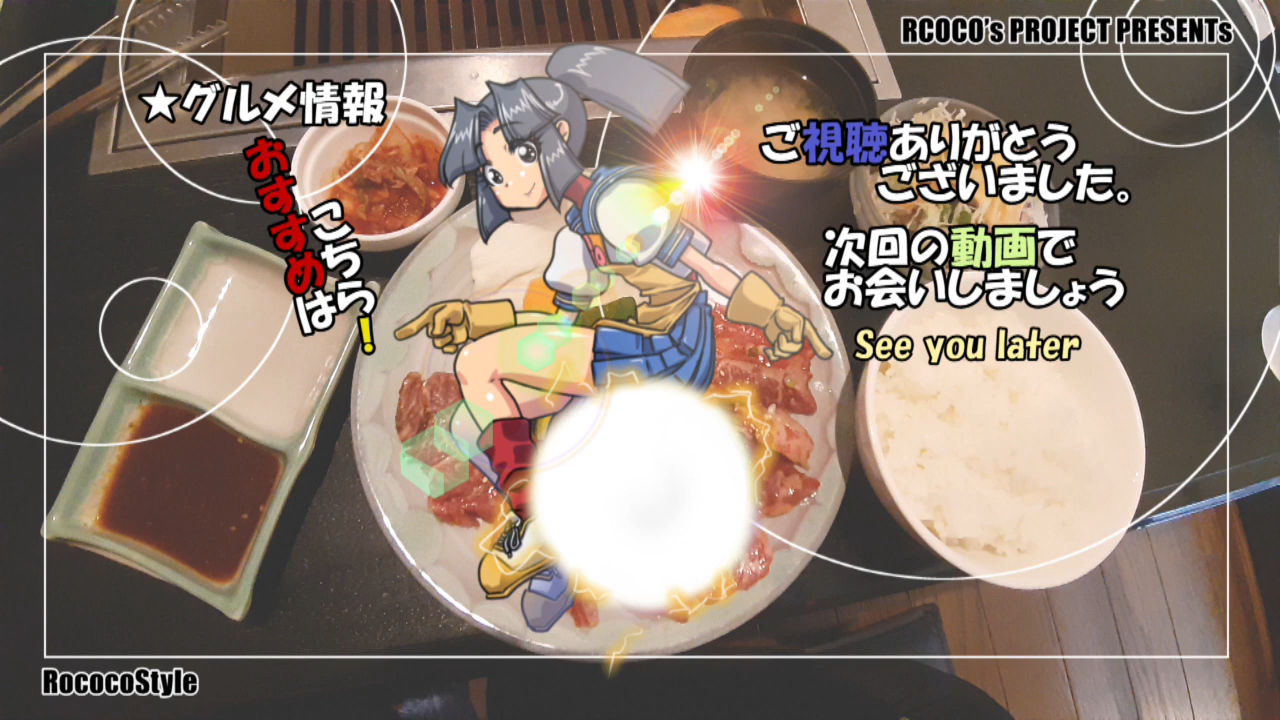 RCOCO's PROJECT PRESENTs
★グルメ情報
おすすめは
こちら!
ご視聴ありがとう
ございました。
次回の動画で
お会いしましょう
See you later
RococoStyle